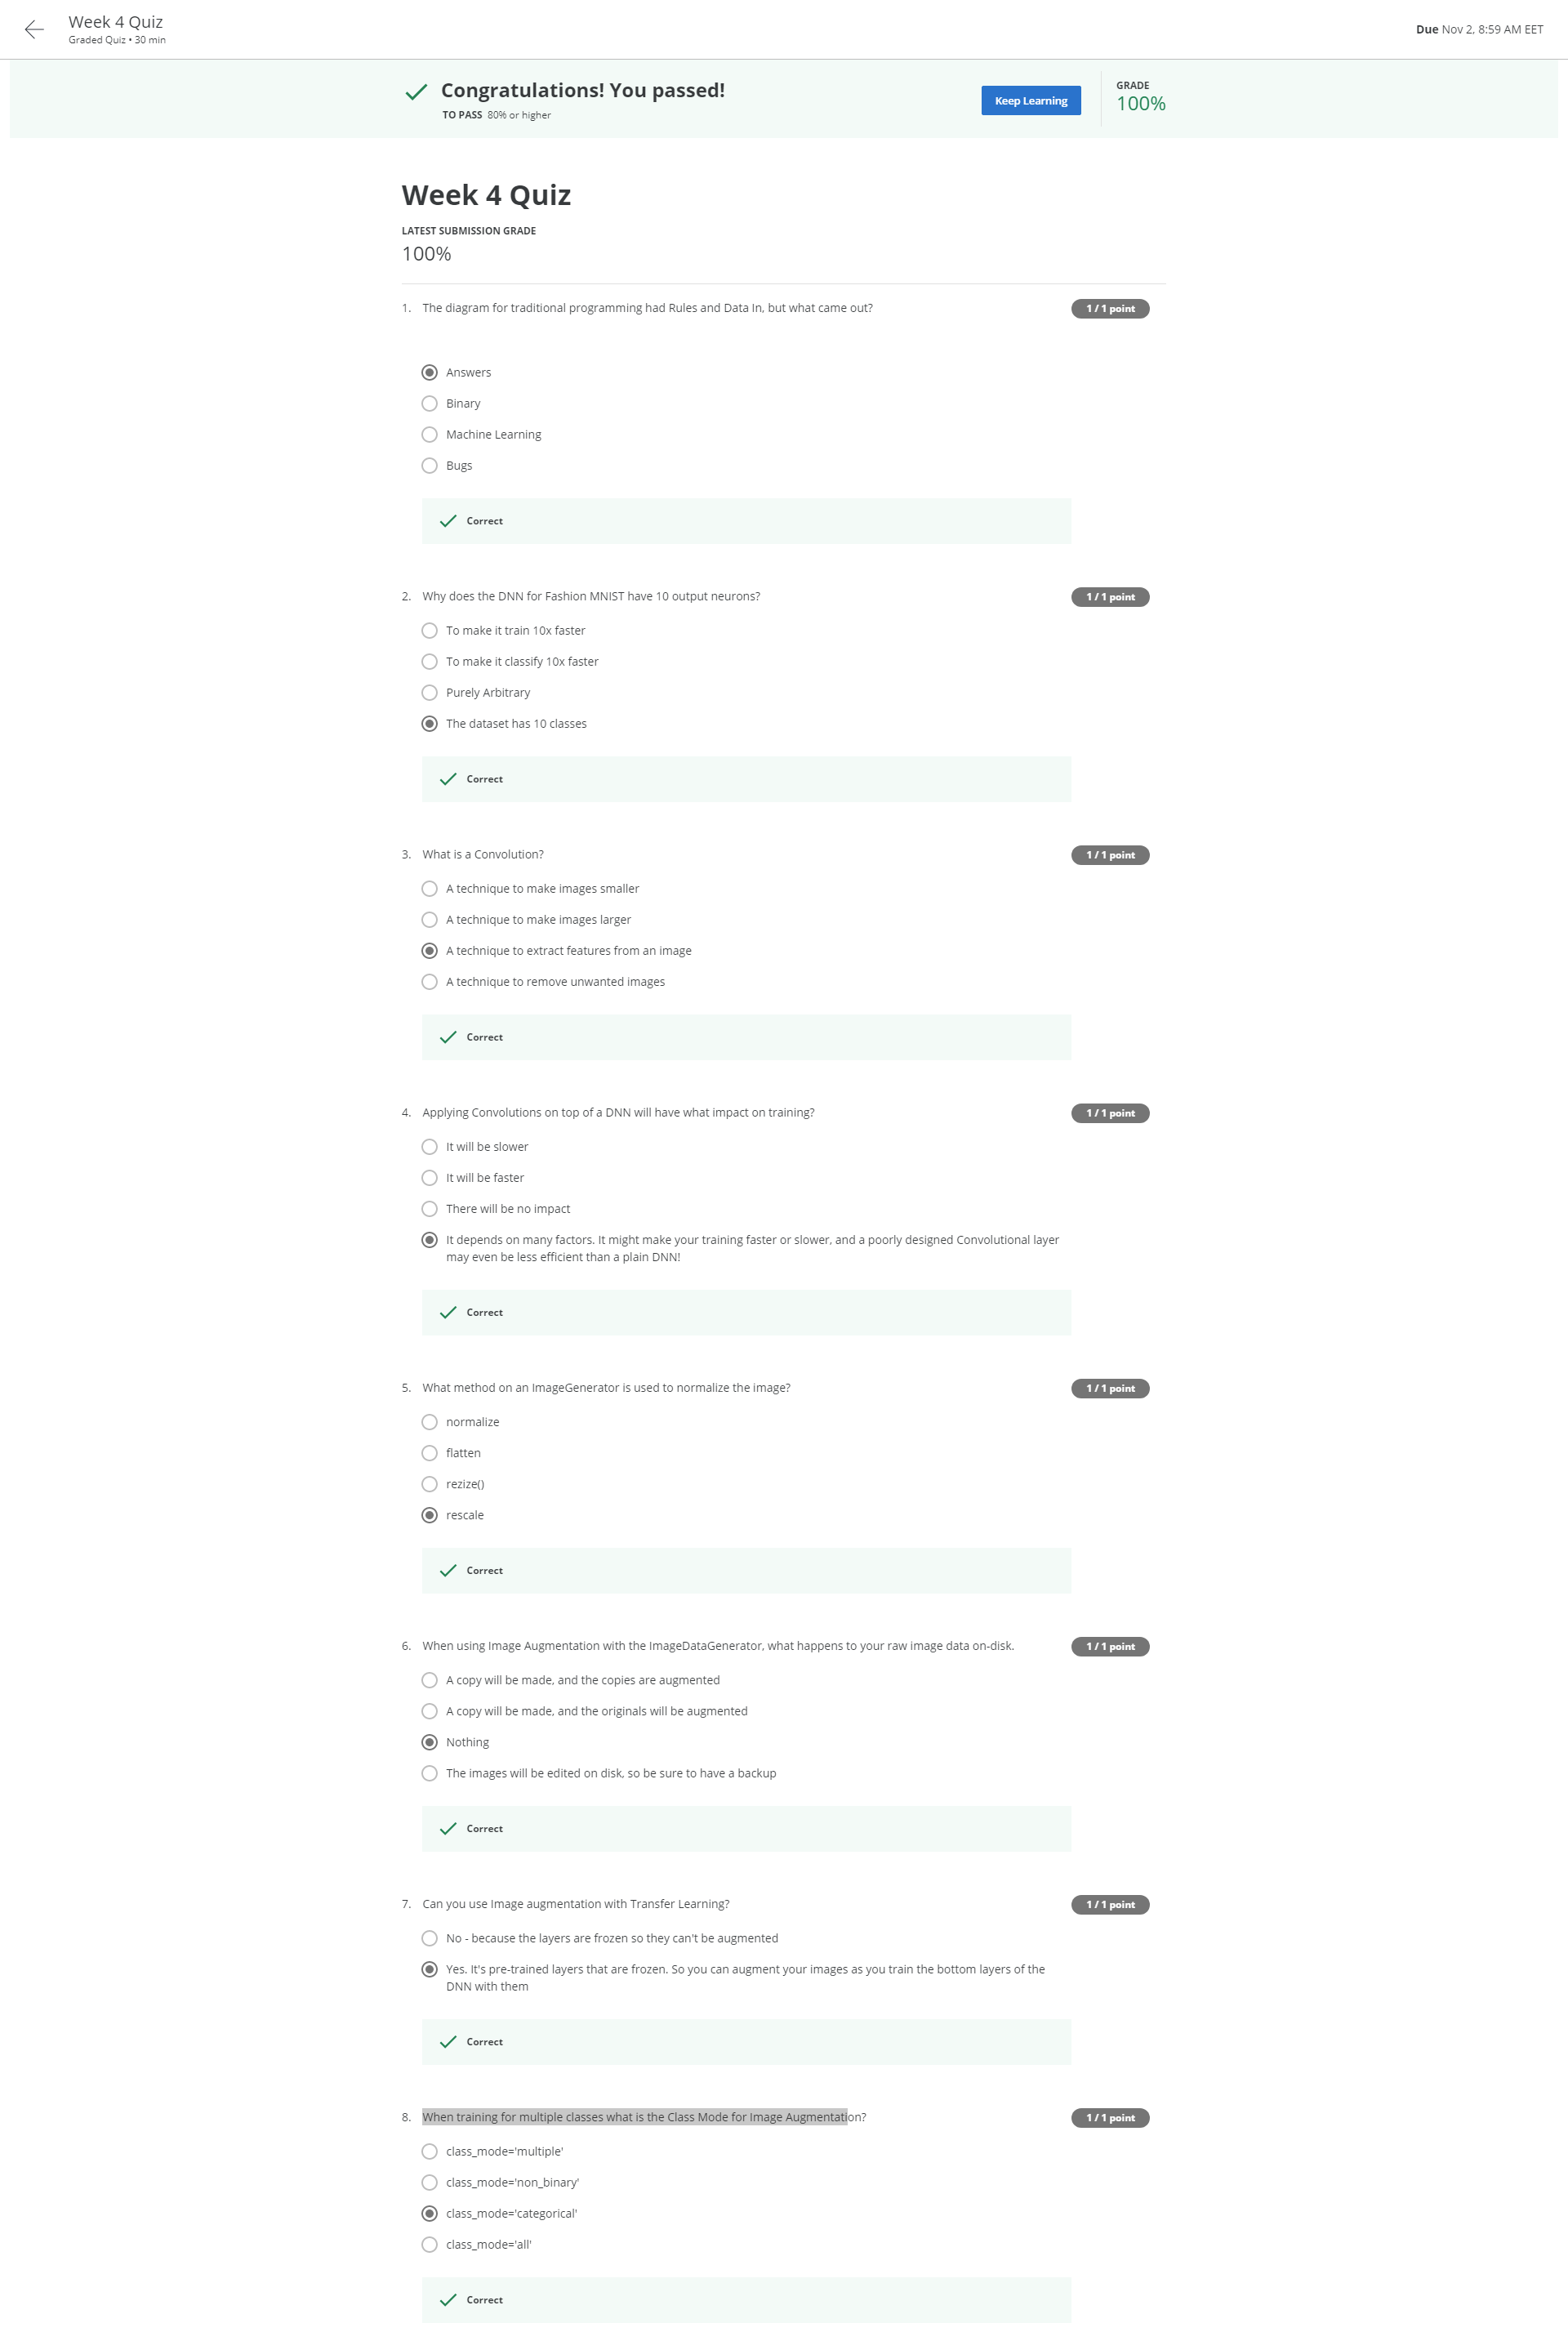 Week 4 Quiz
Graded Quiz • 30 min
Due Nov 2, 8:59 AM EET
Congratulations! You passed!
TO PASS 80% or higher
Keep Learning
GRADE
100%
Week 4 Quiz
LATEST SUBMISSION GRADE
100%
1. The diagram for traditional programming had Rules and Data In, but what came out?
1 / 1 point
Answers
Binary
Machine Learning
Bugs
Correct
2. Why does the DNN for Fashion MNIST have 10 output neurons?
1 / 1 point
To make it train 10x faster
To make it classify 10x faster
Purely Arbitrary
The dataset has 10 classes
Correct
3. What is a Convolution?
1 / 1 point
A technique to make images smaller
A technique to make images larger
A technique to extract features from an image
A technique to remove unwanted images
Correct
4. Applying Convolutions on top of a DNN will have what impact on training?
1 / 1 point
It will be slower
It will be faster
There will be no impact
It depends on many factors. It might make your training faster or slower, and a poorly designed Convolutional layer
may even be less efficient than a plain DNN!
Correct
5. What method on an ImageGenerator is used to normalize the image?
1 / 1 point
normalize
flatten
rezize()
rescale
Correct
6. When using Image Augmentation with the ImageDataGenerator, what happens to your raw image data on-disk.
1 / 1 point
A copy will be made, and the copies are augmented
A copy will be made, and the originals will be augmented
Nothing
The images will be edited on disk, so be sure to have a backup
Correct
7. Can you use Image augmentation with Transfer Learning?
1 / 1 point
No - because the layers are frozen so they can't be augmented
Yes. It's pre-trained layers that are frozen. So you can augment your images as you train the bottom layers of the
DNN with them
Correct
8. When training for multiple classes what is the Class Mode for Image Augmentation?
1 / 1 point
class_mode='multiple'
class_mode='non_binary'
class_mode='categorical'
class_mode='all'
Correct